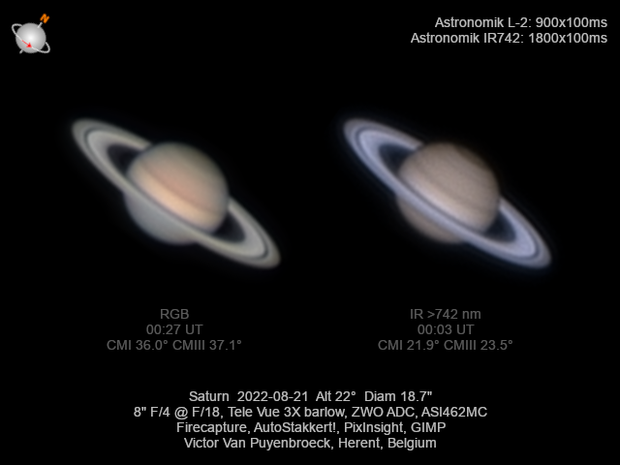 N
Astronomik L-2: 900x100ms
Astronomik IR742: 1800x100ms
RGB
00:27 UT
CMI 36.0° CMIII 37.1°
IR >742 nm
00:03 UT
CMI 21.9° CMIII 23.5°
Saturn 2022-08-21 Alt 22° Diam 18.7"
8" F/4 @ F/18, Tele Vue 3X barlow, ZWO ADC, ASI462MC
Firecapture, AutoStakkert!, PixInsight, GIMP
Victor Van Puyenbroeck, Herent, Belgium